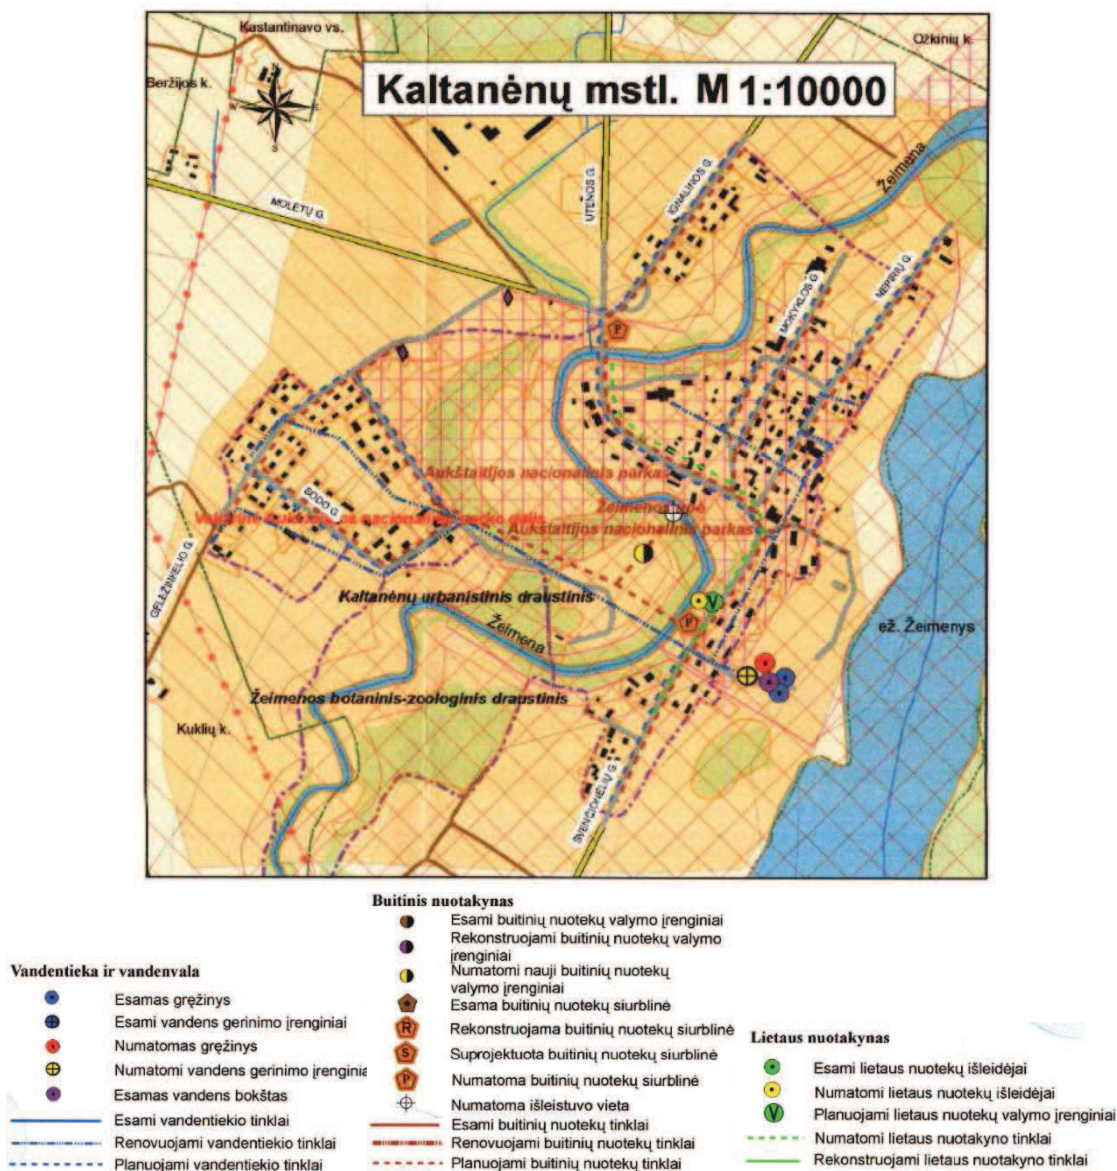 Kastantinavo vs.
Ožkinių k.
Beržijos k.
N
W
S
Kaltanėnų mstl. M 1:10000
Žeimena
MOLĖTŲ G.
UTENOS G.
IGNALINOS G.
MOKYKLOS G.
NEPIRIŲ G.
P
Aukštaitijos nacionalinis parkas
SODO G.
Aukštaitijos nacionalinis parkas
GELEŽINKELIO G.
Kaltanėnų urbanistinis draustinis
V
P
Žeimena
ež. Žeimenys
Žeimenos botaninis-zoologinis draustinis
Kuklių k.
ŠVENČIONĖLIŲ G.
Vandentieka ir vandenvala
Esamas gręžinys
Esami vandens gerinimo įrenginiai
Numatomas gręžinys
Numatomi vandens gerinimo įrenginia
Esamas vandens bokštas
Esami vandentiekio tinklai
Renovuojami vandentiekio tinklai
Planuojami vandentiekio tinklai
Buitinis nuotakynas
Esami buitinių nuotekų valymo įrenginiai
Rekonstruojami buitinių nuotekų valymo
įrenginiai
Numatomi nauji buitinių nuotekų
valymo įrenginiai
Esama buitinių nuotekų siurblinė
R Rekonstruojama buitinių nuotekų siurblinė
S Suprojektuota buitinių nuotekų siurblinė
P Numatoma buitinių nuotekų siurblinė
Numatoma išleistuvo vieta
Esami buitinių nuotekų tinklai
Renovuojami buitinių nuotekų tinklai
Planuojami buitinių nuotekų tinklai
Lietaus nuotakynas
Esami lietaus nuotekų išleidėjai
Numatomi lietaus nuotekų išleidėjai
V Planuojami lietaus nuotekų valymo įrenginiai
Numatomi lietaus nuotakyno tinklai
Rekonstruojami lietaus nuotakyno tinklai